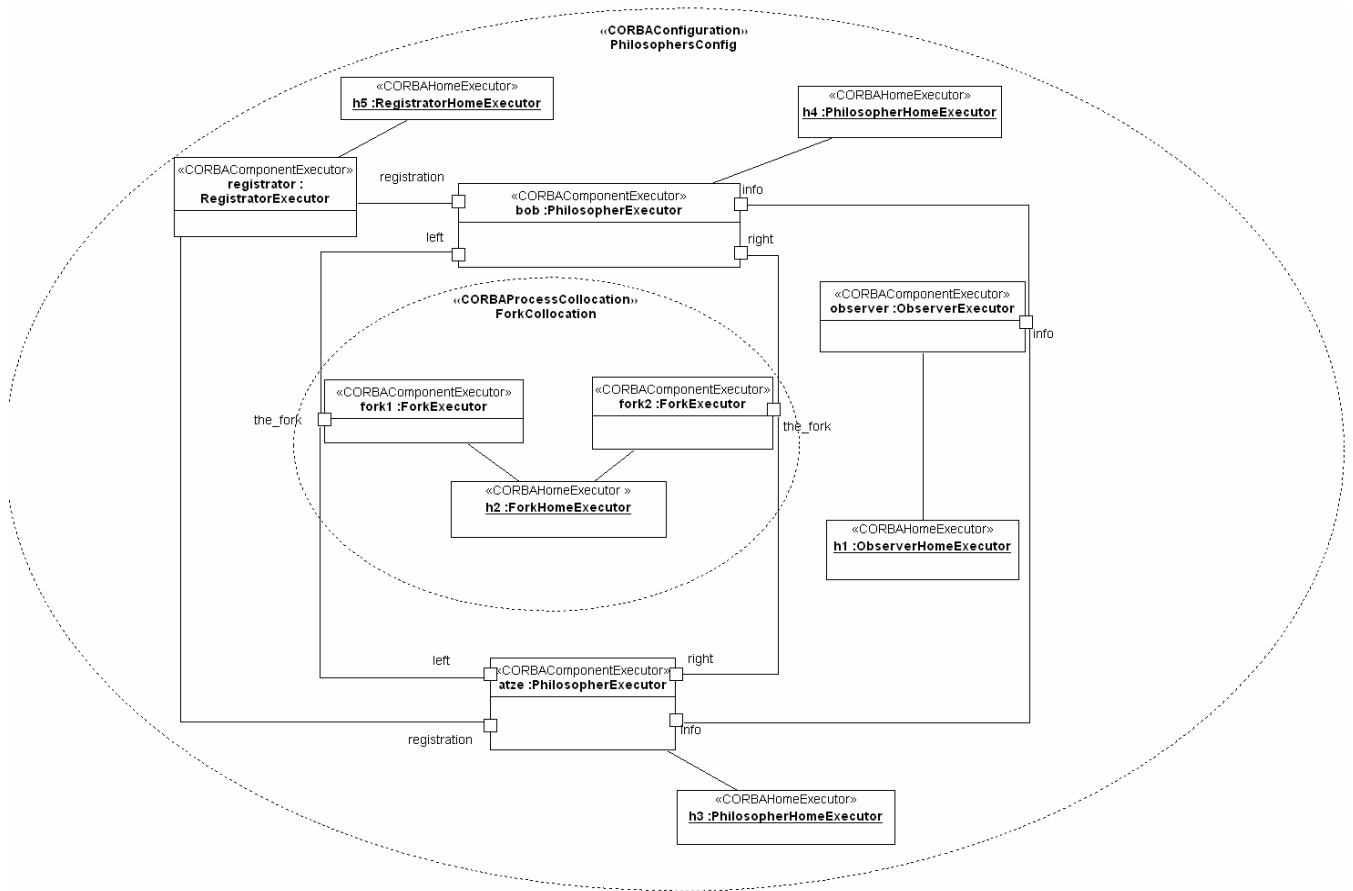 ‹‹CORBAConfiguration››
PhilosophersConfig
«CORBAHomeExecutor»
h5 :RegistratorHomeExecutor
«CORBAHomeExecutor»
h4 :PhilosopherHomeExecutor
«CORBAComponentExecutor»
registrator :
RegistratorExecutor
registration
«CORBAComponentExecutor»
bob :PhilosopherExecutor
info
left
right
‹‹CORBAProcessCollocation››
ForkCollocation
«CORBAComponentExecutor»
observer :ObserverExecutor
info
«CORBAComponentExecutor»
fork1 :ForkExecutor
«CORBAComponentExecutor»
fork2 :ForkExecutor
the_fork
the_fork
«CORBAHomeExecutor »
h2 :ForkHomeExecutor
«CORBAHomeExecutor»
h1 :ObserverHomeExecutor
left
«CORBAComponentExecutor»
atze :PhilosopherExecutor
right
registration
info
«CORBAHomeExecutor»
h3 :PhilosopherHomeExecutor